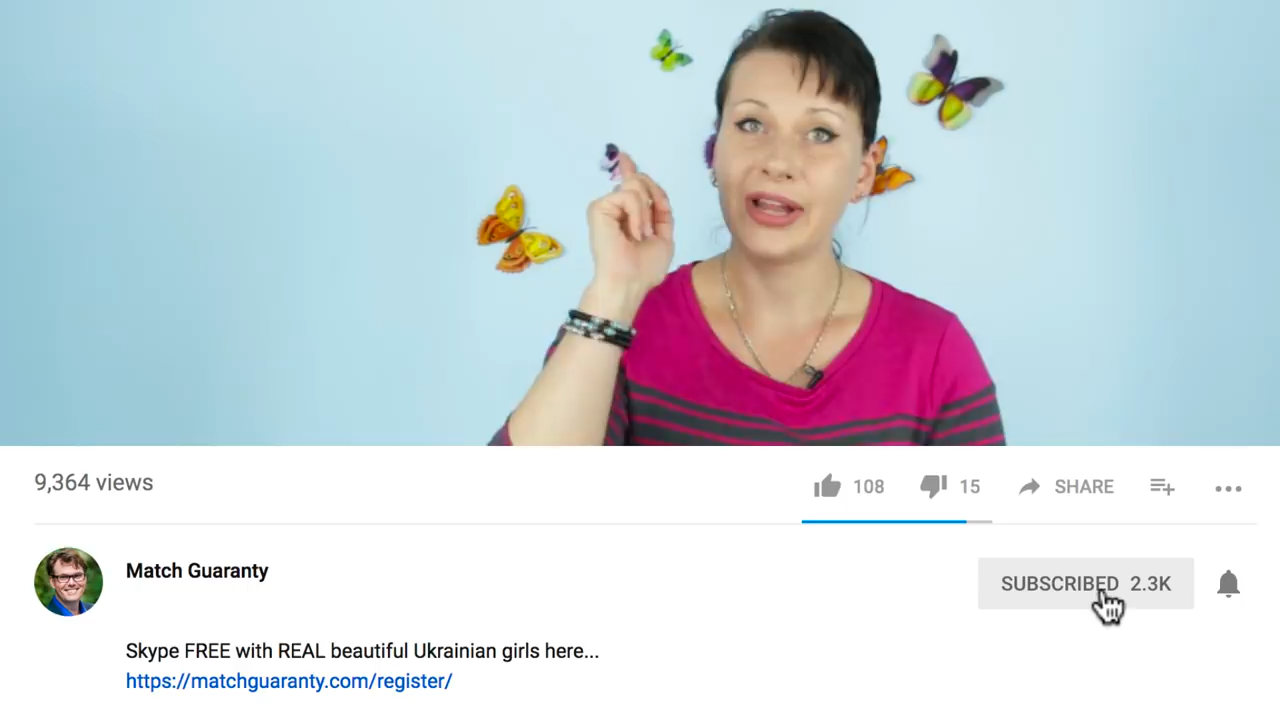 9,364 views
108
15
SHARE
Match Guaranty
SUBSCRIBED 2.3K
Skype FREE with REAL beautiful Ukrainian girls here...
https://matchguaranty.com/register/